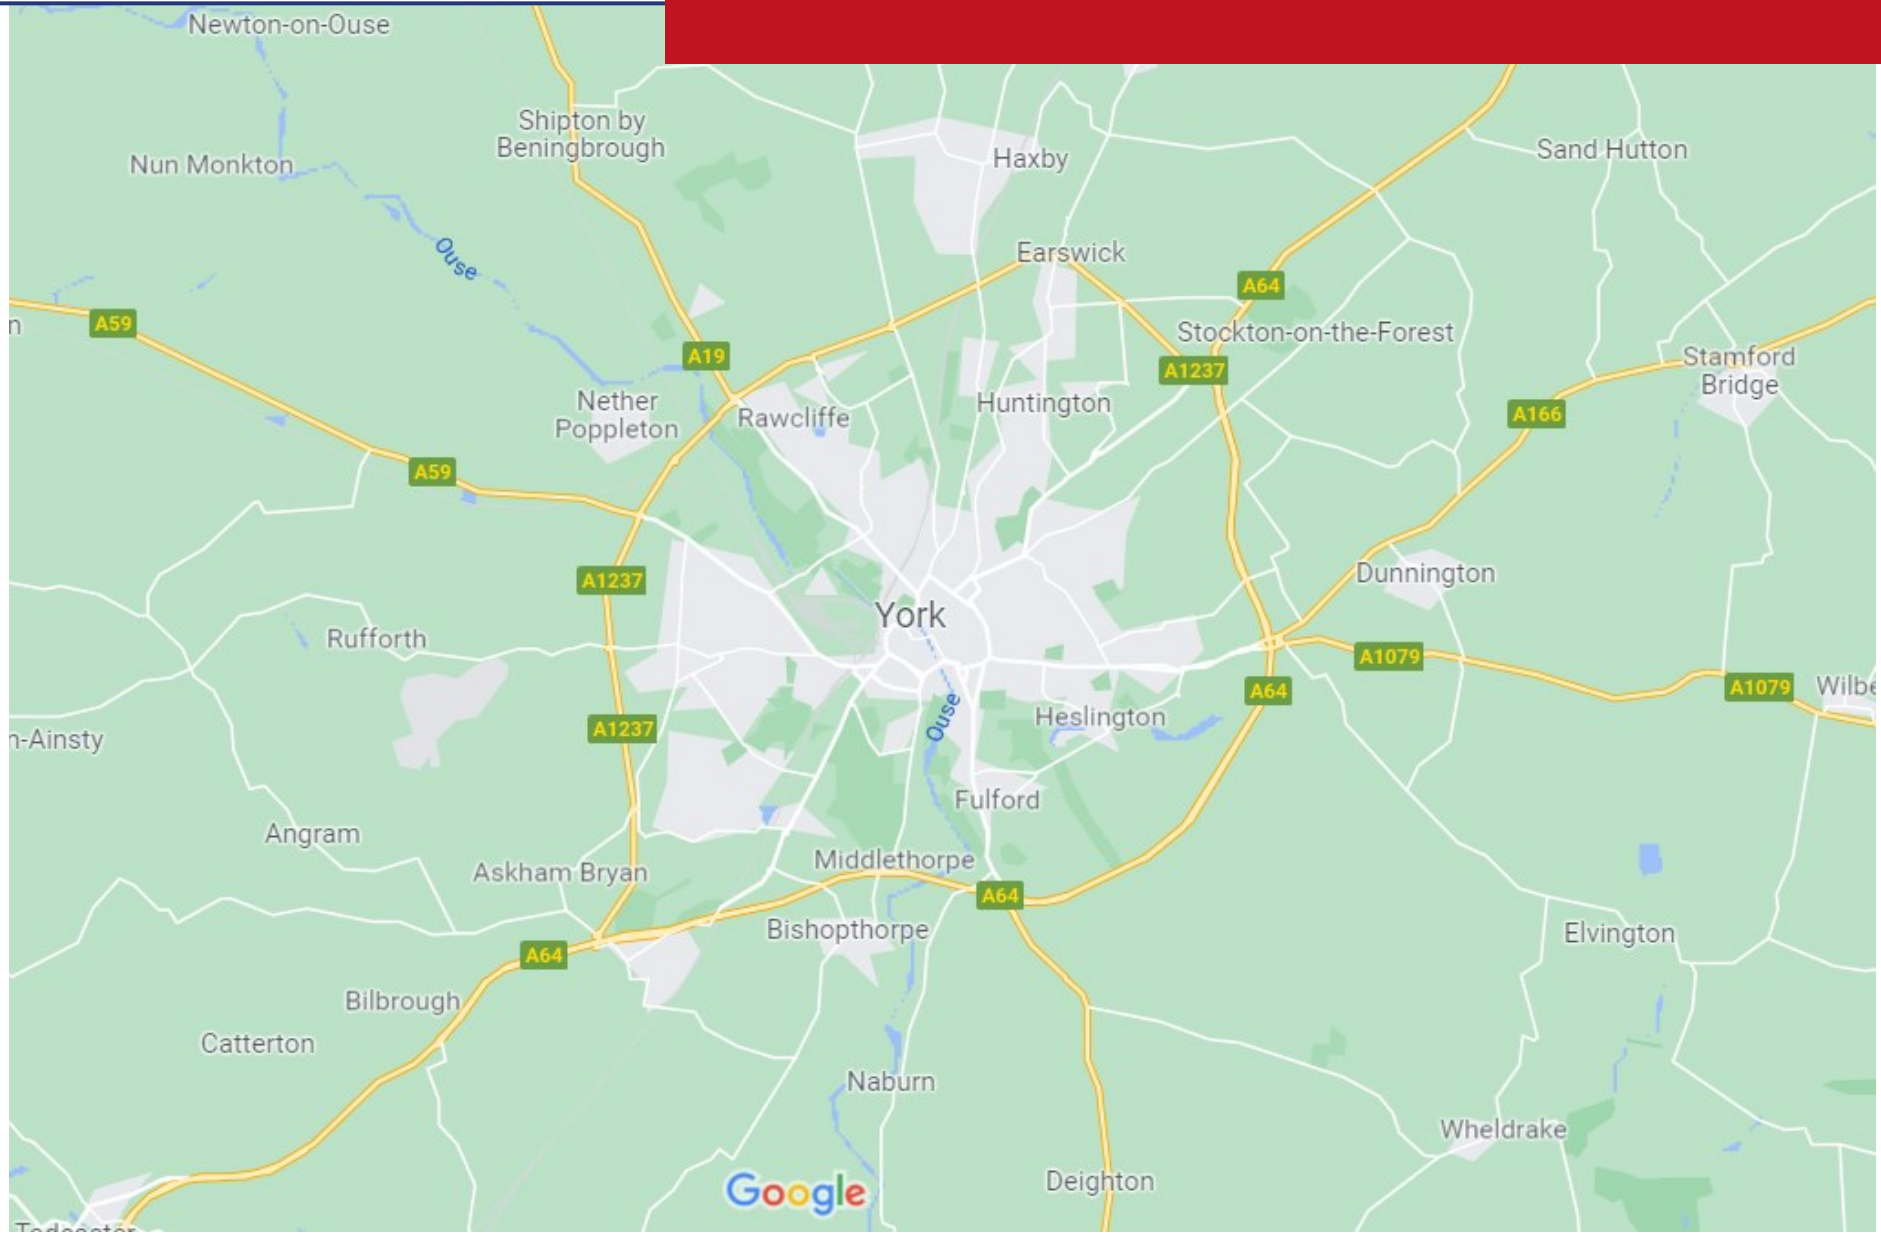 Newton-on-Ouse
Shipton by
Beningbrough
Nun Monkton
Haxby
Sand Hutton
Ouse
Earswick
A64
A59
Stockton-on-the-Forest
A19
A1237
Stamford
Bridge
Nether
Poppleton
Rawcliffe
Huntington
A166
A59
A1237
Dunnington
York
Rufforth
A1079
A64
A1079
Wilbe
Ouse
Heslington
A1237
n-Ainsty
Fulford
Angram
Middlethorpe
Askham Bryan
A64
Bishopthorpe
Elvington
A64
Bilbrough
Catterton
Naburn
Wheldrake
Deighton
Google